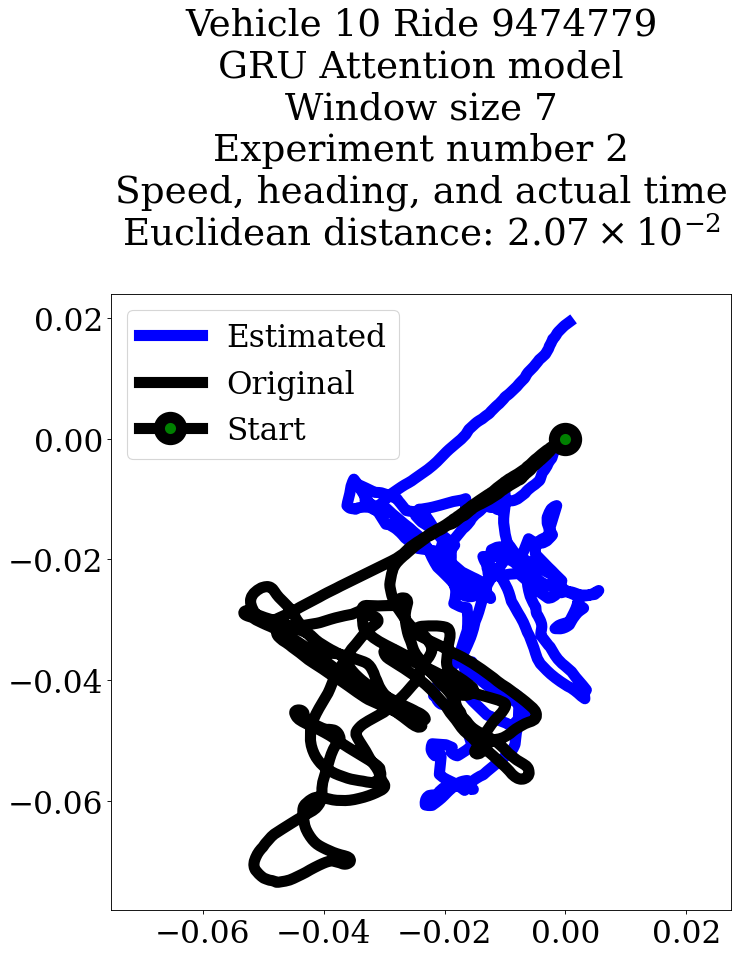 Vehicle 10 Ride 9474779
GRU Attention model
Window size 7
Experiment number 2
Speed, heading, and actual time
Euclidean distance: 2.07 × 10⁻²
Estimated
Original
Start
0.02
0.00
−0.02
−0.04
−0.06
−0.06 −0.04 −0.02 0.00 0.02